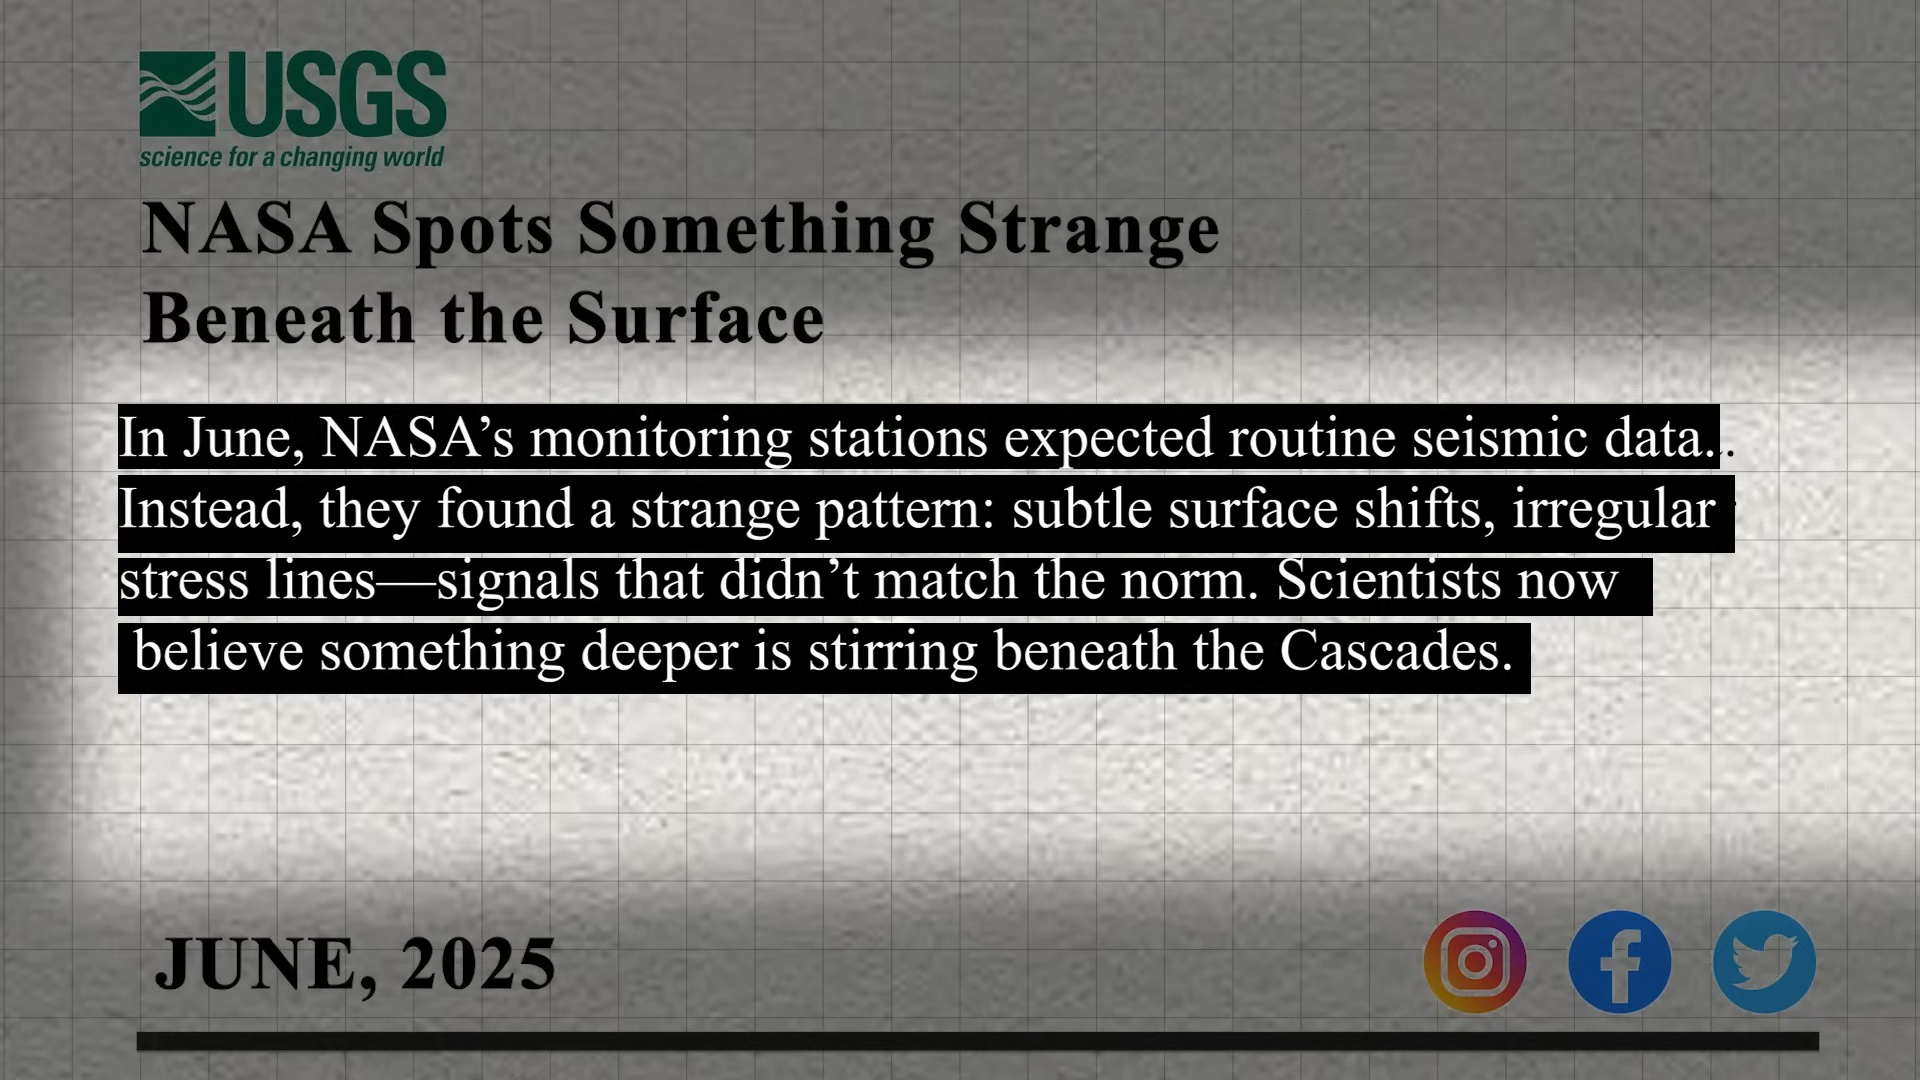 USGS
science for a changing world
NASA Spots Something Strange
Beneath the Surface
In June, NASA’s monitoring stations expected routine seismic data..
Instead, they found a strange pattern: subtle surface shifts, irregular
stress lines—signals that didn’t match the norm. Scientists now
believe something deeper is stirring beneath the Cascades.
JUNE, 2025